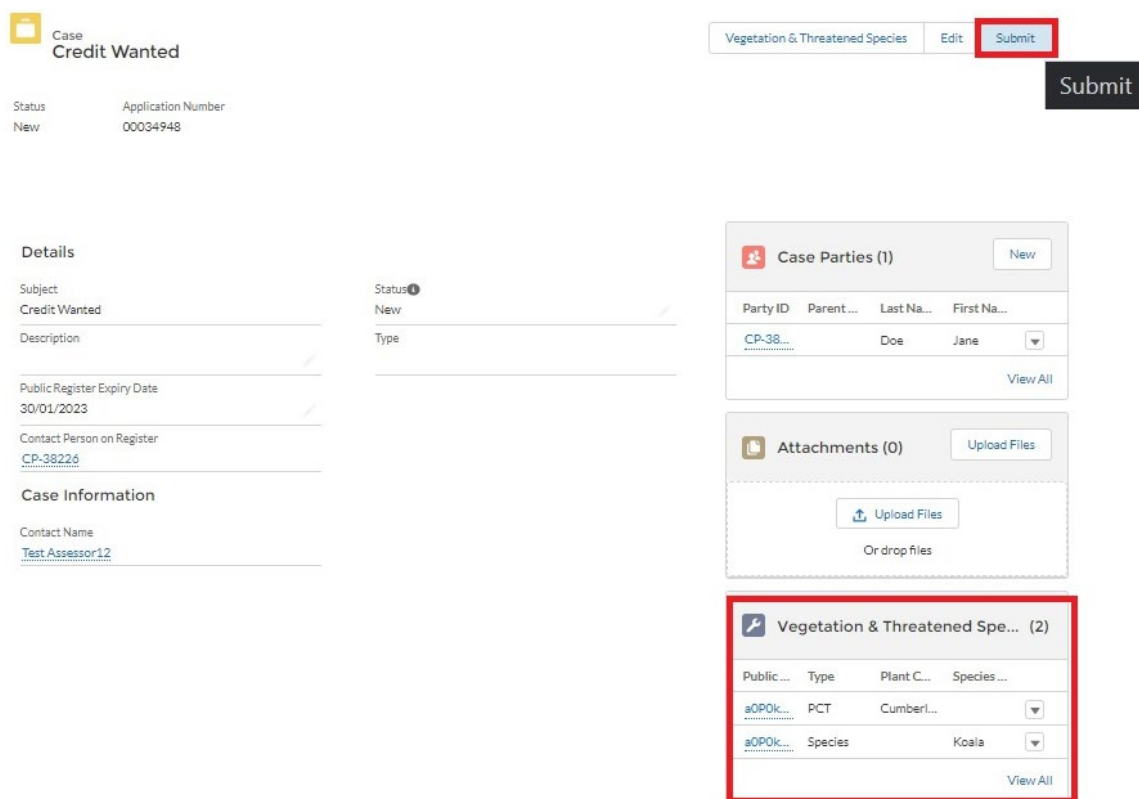 Case
Credit Wanted
Vegetation & Threatened Species
Edit
Submit
Submit
Status
Application Number
New
00034948
Details
Subject
Credit Wanted
Status
New
Description
Type
Public Register Expiry Date
30/01/2023
Contact Person on Register
CP-38226
Case Information
Contact Name
Test Assessor12
Case Parties (1)
New
Party ID Parent ... Last Na... First Na...
CP-38... Doe Jane
View All
Attachments (0)
Upload Files
Upload Files
Or drop files
Vegetation & Threatened Spe... (2)
Public ... Type Plant C... Species ...
a0P0k... PCT Cumberl...
a0P0k... Species Koala
View All